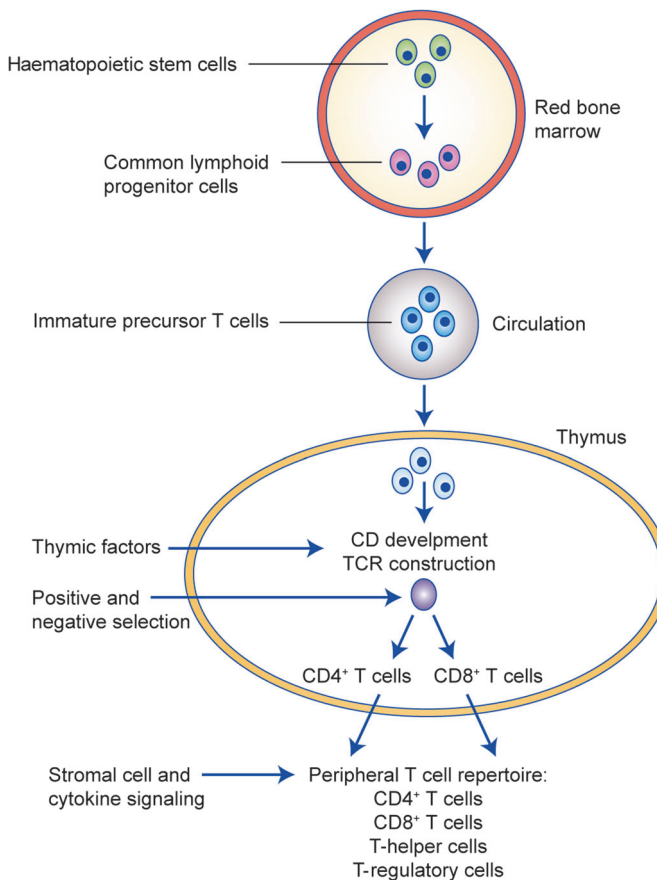 Haematopoietic stem cells
Red bone
marrow
Common lymphoid
progenitor cells
Immature precursor T cells
Circulation
Thymus
Thymic factors
CD develpment
TCR construction
Positive and
negative selection
CD4⁺ T cells
CD8⁺ T cells
Stromal cell and
cytokine signaling
Peripheral T cell repertoire:
CD4⁺ T cells
CD8⁺ T cells
T-helper cells
T-regulatory cells